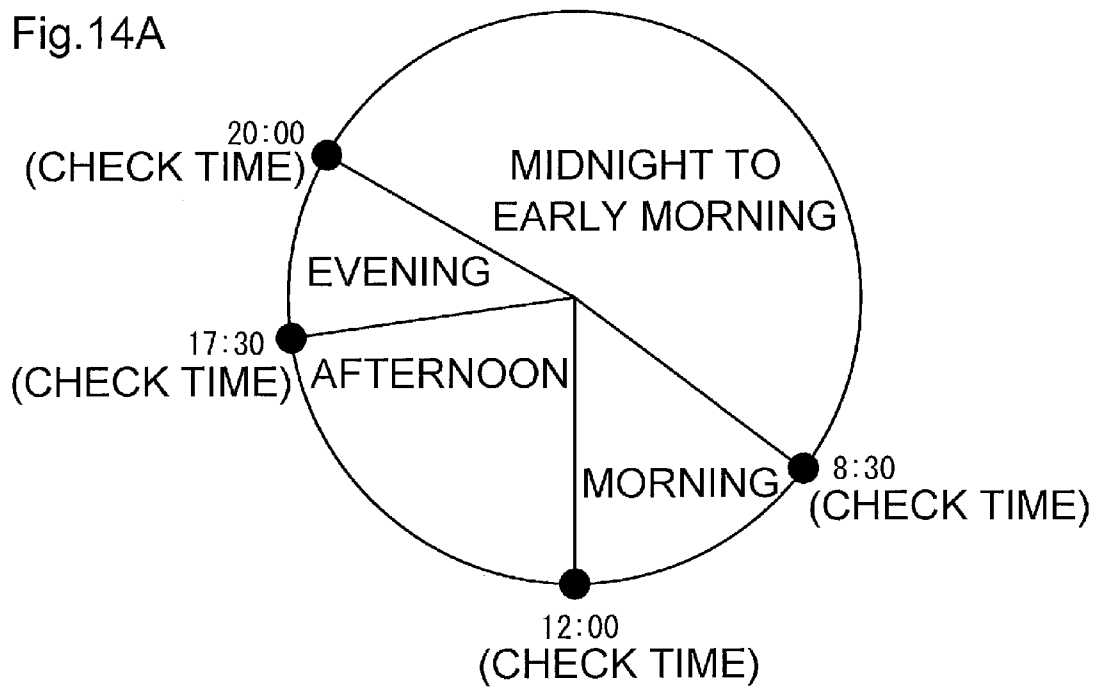 Fig.14A
20:00
(CHECK TIME)
MIDNIGHT TO
EARLY MORNING
EVENING
17:30
(CHECK TIME)
AFTERNOON
MORNING
8:30
(CHECK TIME)
12:00
(CHECK TIME)